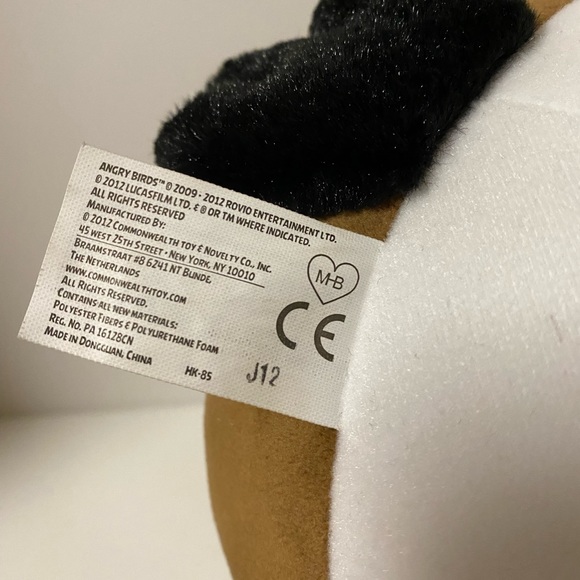 ANGRY BIRDS™ © 2009 - 2012 ROVIO ENTERTAINMENT LTD.
© 2012 LUCASFILM LTD. & ® OR TM WHERE INDICATED.
ALL RIGHTS RESERVED
MANUFACTURED BY:
© 2012 COMMONWEALTH TOY & NOVELTY CO., INC.
45 WEST 25TH STREET • NEW YORK, NY 10010
BRAAMSTRAAT #8 6241 NT BUNDE,
THE NETHERLANDS
WWW.COMMONWEALTHTOY.COM
ALL RIGHTS RESERVED.
CONTAINS ALL NEW MATERIALS:
POLYESTER FIBERS & POLYURETHANE FOAM
REG. NO. PA 16128CN
MADE IN DONGGUAN, CHINA
HK-85
J12
M-B
CE